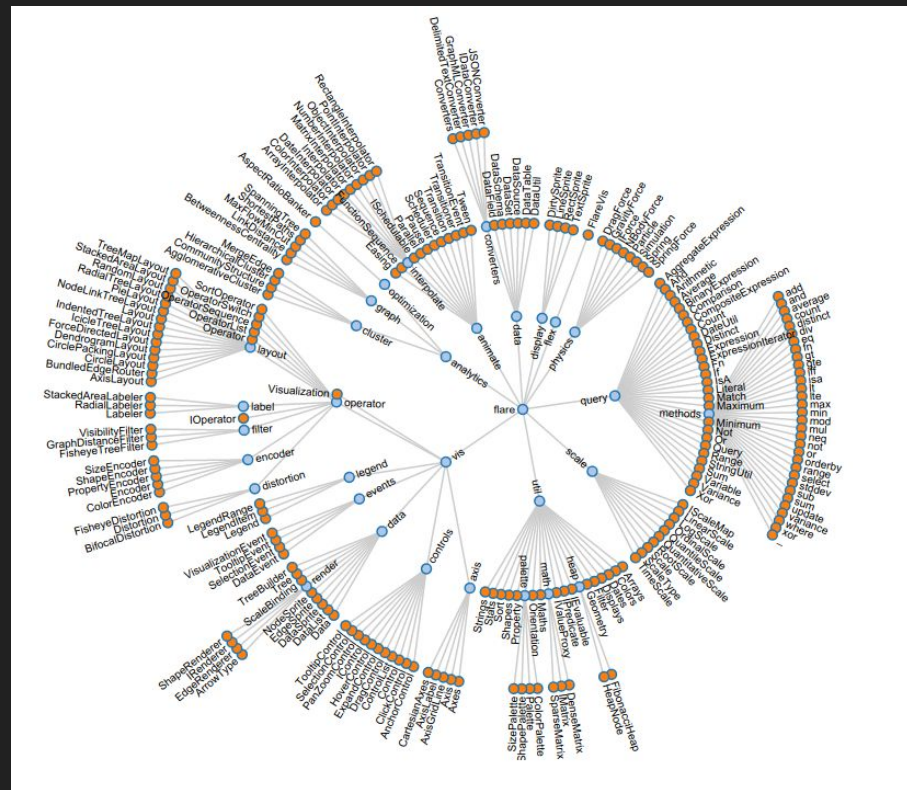 flare
analytics
cluster
AgglomerativeCluster
CommunityStructure
HierarchicalCluster
MergeEdge
graph
BetweennessCentrality
LinkDistance
MaxFlowMinCut
ShortestPaths
SpanningTree
optimization
AspectRatioBanker
animate
Easing
FunctionSequence
interpolate
ArrayInterpolator
ColorInterpolator
DateInterpolator
Interpolator
MatrixInterpolator
NumberInterpolator
ObjectInterpolator
PointInterpolator
RectangleInterpolator
ISchedulable
Parallel
Pause
Scheduler
Sequence
Transition
Transitioner
TransitionEvent
Tween
data
converters
Converters
DelimitedTextConverter
GraphMLConverter
IDataConverter
JSONConverter
DataField
DataSchema
DataSet
DataSource
DataTable
DataUtil
display
DirtySprite
LineSprite
RectSprite
TextSprite
flex
FlareVis
physics
DragForce
GravityForce
IForce
NBodyForce
Particle
Simulation
Spring
SpringForce
query
AggregateExpression
And
Arithmetic
Average
BinaryExpression
Comparison
CompositeExpression
Count
DateUtil
Distinct
Expression
ExpressionIterator
Fn
If
IsA
Literal
Match
Maximum
methods
add
and
average
count
distinct
div
eq
fn
gt
gte
iff
isa
lt
lte
max
min
mod
mul
neq
not
or
orderby
range
select
stddev
sub
sum
update
variance
where
xor
_
Minimum
Not
Or
Query
Range
StringUtil
Sum
Variable
Variance
Xor
scale
IScaleMap
LinearScale
LogScale
OrdinalScale
QuantileScale
QuantitativeScale
RootScale
Scale
ScaleType
TimeScale
util
Arrays
Colors
Dates
Displays
Filter
Geometry
heap
FibonacciHeap
HeapNode
IEvaluable
IPredicate
IValueProxy
math
DenseMatrix
IMatrix
SparseMatrix
Maths
Orientation
palette
ColorPalette
Palette
ShapePalette
SizePalette
Property
Shapes
Sort
Stats
Strings
vis
axis
Axes
Axis
AxisGridLine
AxisLabel
CartesianAxes
controls
AnchorControl
ClickControl
Control
ControlList
DragControl
ExpandControl
HoverControl
PanZoomControl
SelectionControl
TooltipControl
data
Data
DataList
DataSprite
EdgeSprite
NodeSprite
render
ArrowType
EdgeRenderer
IRenderer
ShapeRenderer
ScaleBinding
Tree
TreeBuilder
events
DataEvent
SelectionEvent
TooltipEvent
VisualizationEvent
legend
Legend
LegendItem
LegendRange
operator
distortion
BifocalDistortion
Distortion
FisheyeDistortion
encoder
ColorEncoder
Encoder
PropertyEncoder
ShapeEncoder
SizeEncoder
filter
FisheyeTreeFilter
GraphDistanceFilter
VisibilityFilter
IOperator
label
Labeler
RadialLabeler
StackedAreaLabeler
layout
AxisLayout
BundledEdgeRouter
CircleLayout
CirclePackingLayout
DendrogramLayout
ForceDirectedLayout
IcicleTreeLayout
IndentedTreeLayout
Layout
NodeLinkTreeLayout
PieLayout
RadialTreeLayout
RandomLayout
StackedAreaLayout
TreeMapLayout
Operator
OperatorList
OperatorSequence
OperatorSwitch
SortOperator
Visualization